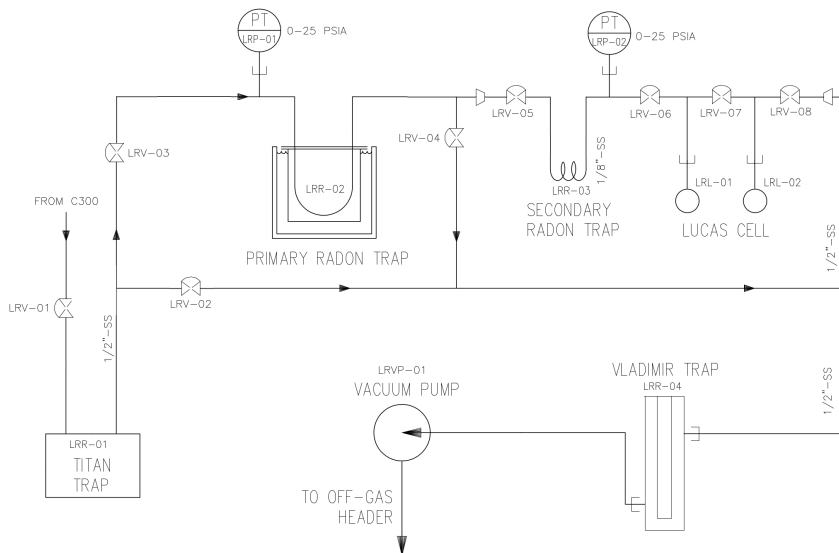 PT
LRP-01
0-25 PSIA
PT
LRP-02
0-25 PSIA
LRV-03
LRV-04
LRV-05
LRV-06
LRV-07
LRV-08
LRR-02
PRIMARY RADON TRAP
LRR-03
1/8"-SS
SECONDARY
RADON TRAP
LRL-01
LRL-02
LUCAS CELL
FROM C300
LRV-01
LRV-02
1/2"-SS
1/2"-SS
LRR-01
TITAN
TRAP
LRVP-01
VACUUM PUMP
TO OFF-GAS
HEADER
VLADIMIR TRAP
LRR-04
1/2"-SS